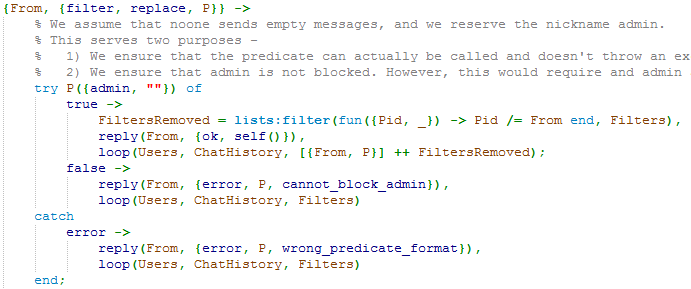 {From, {filter, replace, P}} ->
    % We assume that noone sends empty messages, and we reserve the nickname admin.
    % This serves two purposes -
    %   1) We ensure that the predicate can actually be called and doesn't throw an ex
    %   2) We ensure that admin is not blocked. However, this would require and admin
    try P({admin, ""}) of
        true ->
            FiltersRemoved = lists:filter(fun({Pid, _}) -> Pid /= From end, Filters),
            reply(From, {ok, self()}),
            loop(Users, ChatHistory, [{From, P}] ++ FiltersRemoved);
        false ->
            reply(From, {error, P, cannot_block_admin}),
            loop(Users, ChatHistory, Filters)
    catch
        error ->
            reply(From, {error, P, wrong_predicate_format}),
            loop(Users, ChatHistory, Filters)
    end;